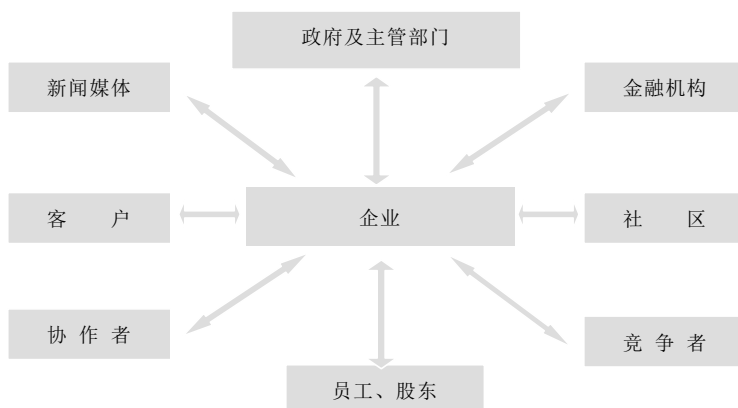 政府及主管部门
新闻媒体
金融机构
客 户
企业
社 区
协 作 者
竞 争 者
员工、股东